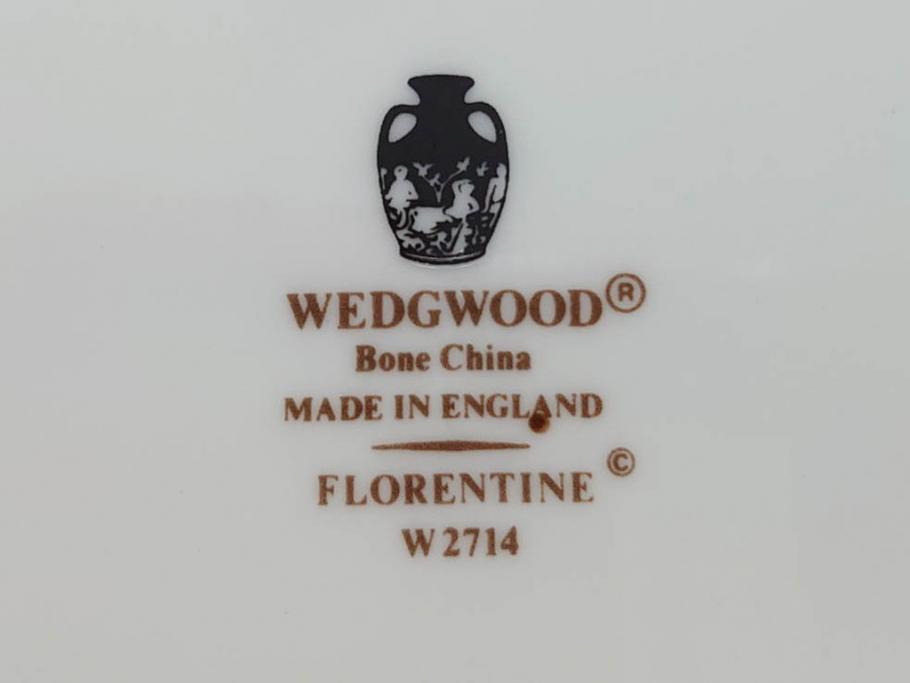 WEDGWOOD®
Bone China
MADE IN ENGLAND
FLORENTINE©
W2714